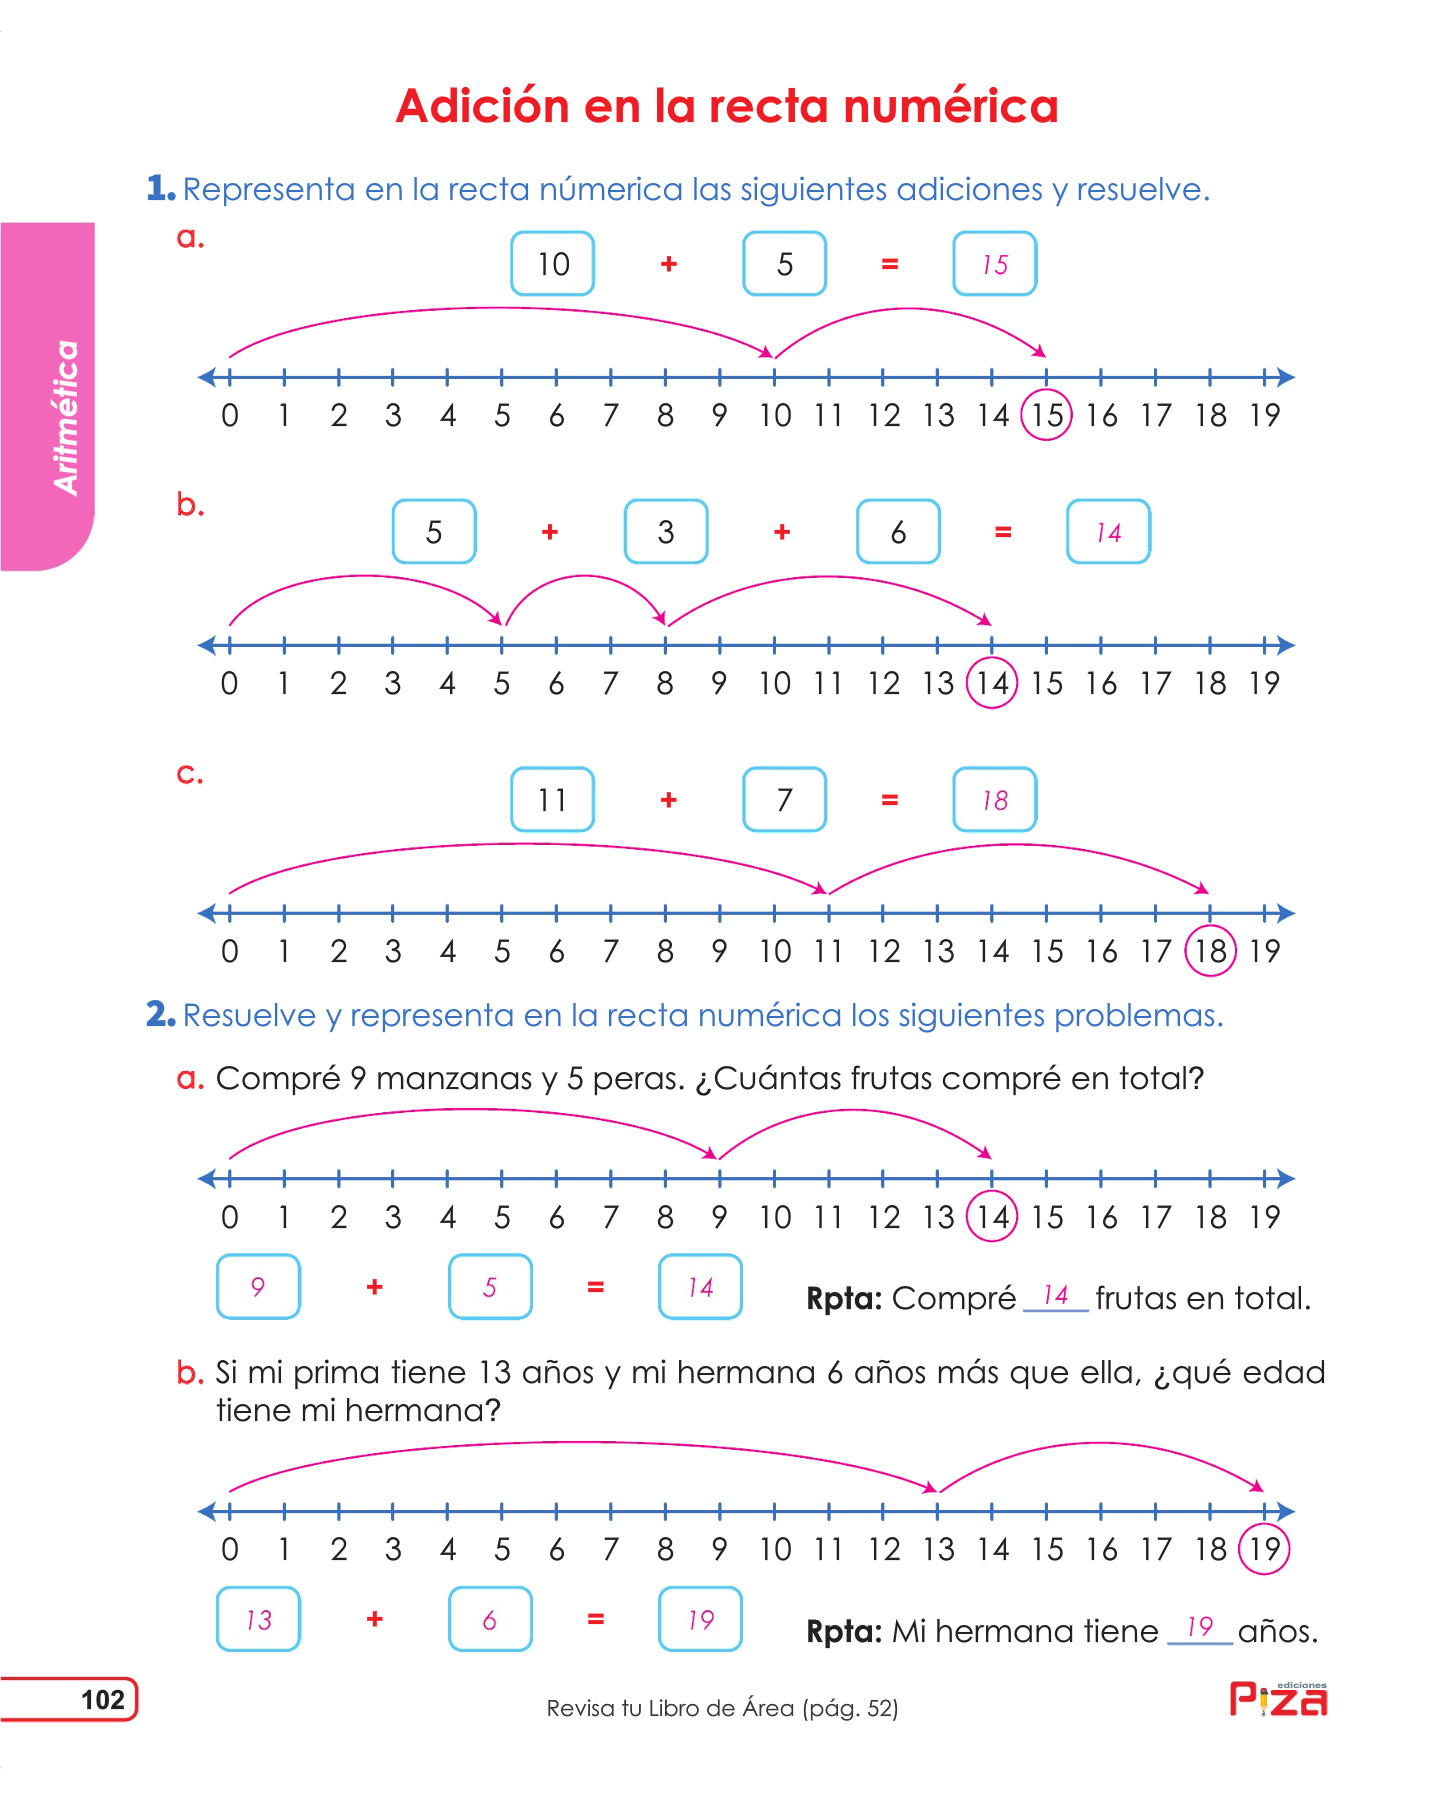 Adición en la recta numérica
1. Representa en la recta númerica las siguientes adiciones y resuelve.
Aritmética
a.
10 + 5 = 15
0 1 2 3 4 5 6 7 8 9 10 11 12 13 14 15 16 17 18 19
b.
5 + 3 + 6 = 14
0 1 2 3 4 5 6 7 8 9 10 11 12 13 14 15 16 17 18 19
c.
11 + 7 = 18
0 1 2 3 4 5 6 7 8 9 10 11 12 13 14 15 16 17 18 19
2. Resuelve y representa en la recta numérica los siguientes problemas.
a. Compré 9 manzanas y 5 peras. ¿Cuántas frutas compré en total?
0 1 2 3 4 5 6 7 8 9 10 11 12 13 14 15 16 17 18 19
9 + 5 = 14
Rpta: Compré 14 frutas en total.
b. Si mi prima tiene 13 años y mi hermana 6 años más que ella, ¿qué edad
tiene mi hermana?
0 1 2 3 4 5 6 7 8 9 10 11 12 13 14 15 16 17 18 19
13 + 6 = 19
Rpta: Mi hermana tiene 19 años.
102
Revisa tu Libro de Área (pág. 52)
ediciones
Piza